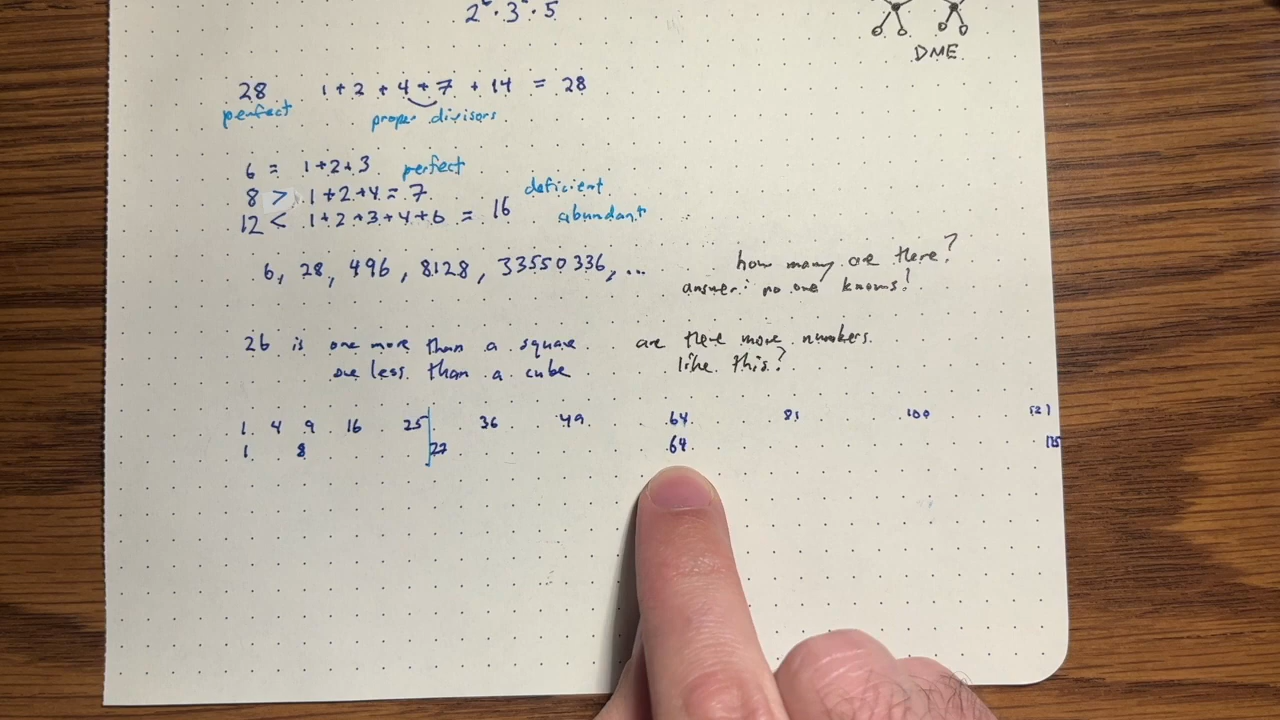 2⁶ · 3² · 5
DME
28 1 + 2 + 4 + 7 + 14 = 28
perfect proper divisors
6 = 1+2+3 perfect
8 > 1+2+4 = 7 deficient
12 < 1+2+3+4+6 = 16 abundant
6, 28, 496, 8128, 33550336, ...
how many are there?
answer: no one knows!
26 is one more than a square
one less than a cube
are there more numbers
like this?
1 4 9 16 25 36 49 64 81 100 121
1 8 27 64 125